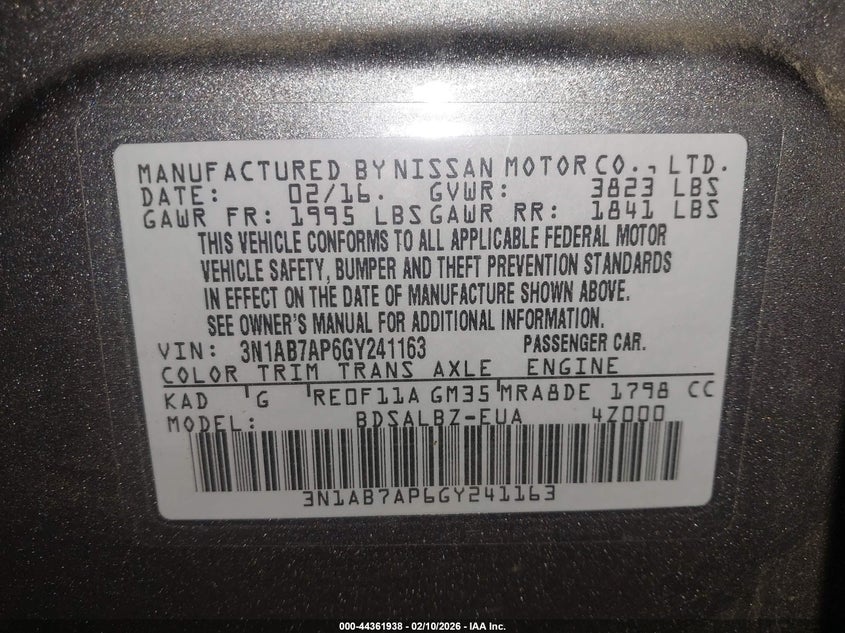 MANUFACTURED BY NISSAN MOTOR CO., LTD.
DATE: 02/16. GVWR: 3823 LBS
GAWR FR: 1995 LBS GAWR RR: 1841 LBS
THIS VEHICLE CONFORMS TO ALL APPLICABLE FEDERAL MOTOR
VEHICLE SAFETY, BUMPER AND THEFT PREVENTION STANDARDS
IN EFFECT ON THE DATE OF MANUFACTURE SHOWN ABOVE.
SEE OWNER'S MANUAL FOR ADDITIONAL INFORMATION.
VIN: 3N1AB7AP6GY241163 PASSENGER CAR.
COLOR TRIM TRANS AXLE ENGINE
KAD G RE0F11A GM35 MRA8DE 1798 CC
MODEL: BDSALBZ-EUA 4Z000
3N1AB7AP6GY241163
000-44361938 - 02/10/2026 - IAA Inc.